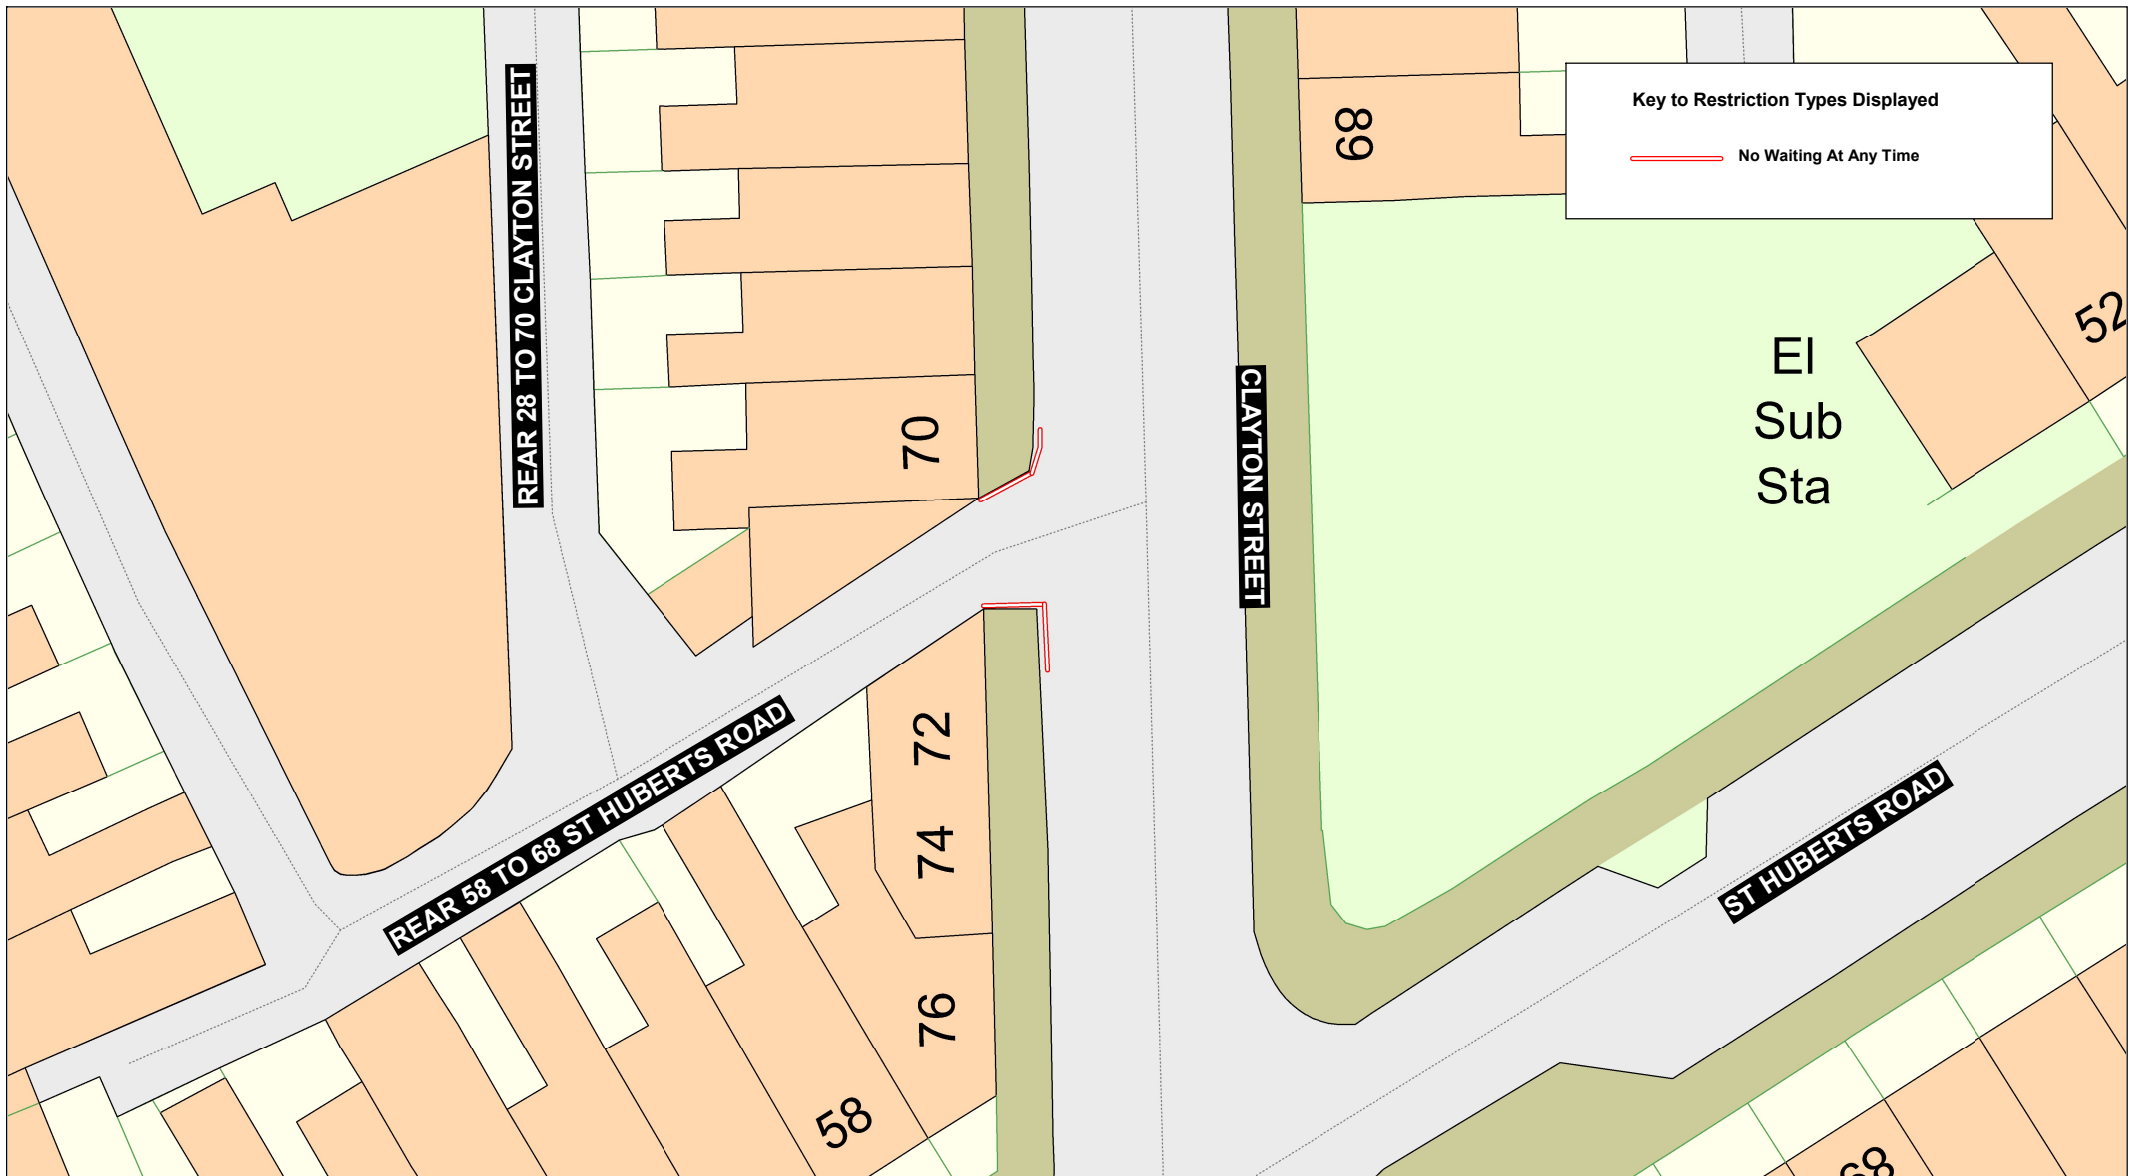 Key to Restriction Types Displayed
No Waiting At Any Time
REAR 28 TO 70 CLAYTON STREET
68
52
El
Sub
Sta
CLAYTON STREET
70
72
REAR 58 TO 68 ST HUBERTS ROAD
74
ST HUBERTS ROAD
76
58
68